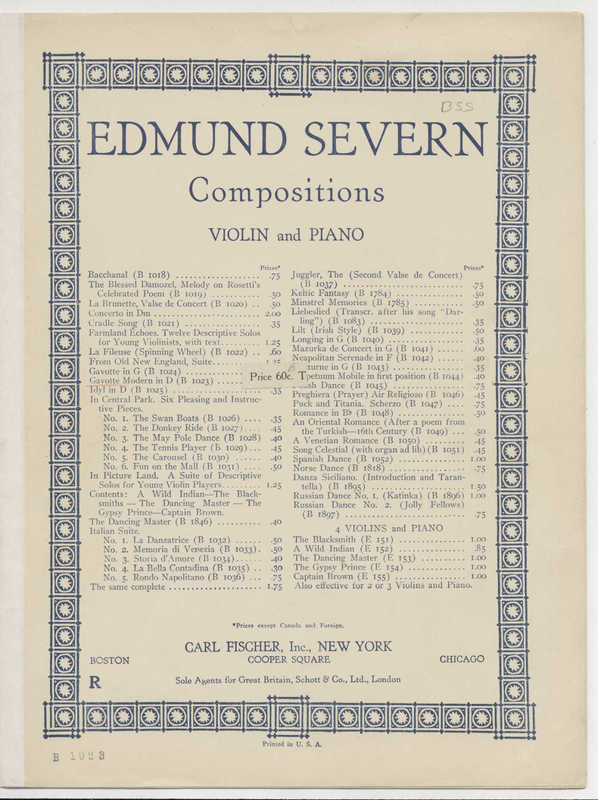 BSS
EDMUND SEVERN
Compositions
VIOLIN and PIANO
Prices*
Bacchanal (B 1018) .................... .75
The Blessed Damozel, Melody on Rosetti's
Celebrated Poem (B 1019) ............ .50
La Brunette, Valse de Concert (B 1020) . .50
Concerto in Dm ......................... 2.00
Cradle Song (B 1021) ................... .35
Farmland Echoes. Twelve Descriptive Solos
for Young Violinists, with text ......... 1.25
La Fileuse (Spinning Wheel) (B 1022) .. .60
From Old New England, Suite ............ 1.25
Gavotte in G (B 1024) ..................
Gavotte Modern in D (B 1023) ...........
Idyl in D (B 1025) ...................... .35
In Central Park. Six Pleasing and Instruc-
tive Pieces.
No. 1. The Swan Boats (B 1026) .... .35
No. 2. The Donkey Ride (B 1027) .... .45
No. 3. The May Pole Dance (B 1028) .40
No. 4. The Tennis Player (B 1029) ... .45
No. 5. The Carousel (B 1030) ........ .40
No. 6. Fun on the Mall (B 1031) .... .50
In Picture Land. A Suite of Descriptive
Solos for Young Violin Players ......... 1.25
Contents: A Wild Indian—The Black-
smiths — The Dancing Master — The
Gypsy Prince—Captain Brown.
The Dancing Master (B 1846) ........... .40
Italian Suite.
No. 1. La Danzatrice (B 1032) ....... .50
No. 2. Memoria di Verezia (B 1033) . .50
No. 3. Storia d'Amore (B 1034) ...... .40
No. 4. La Bella Contadina (B 1035) .. .30
No. 5. Rondo Napolitano (B 1036) ... .75
The same complete ...................... 1.75
Prices*
Juggler, The (Second Valse de Concert)
(B 1037) ............................. .75
Keltic Fantasy (B 1784) ................ .50
Minstrel Memories (B 1785) ............. .50
Liebeslied (Transcr. after his song "Dar-
ling") (B 1083) ...................... .35
Lilt (Irish Style) (B 1039) ............. .50
Longing in G (B 1040) .................. .35
Mazurka de Concert in G (B 1041) ...... .60
Neapolitan Serenade in F (B 1042) ..... .40
turne in G (B 1043) ................ .35
petuum Mobile in first position (B 1044) .40
ish Dance (B 1045) ................ .75
Preghiera (Prayer) Air Religioso (B 1046) .45
Puck and Titania. Scherzo (B 1047) .... .75
Romance in B♭ (B 1048) ................ .50
An Oriental Romance (After a poem from
the Turkish—16th Century (B 1049) .. .50
A Venetian Romance (B 1050) .......... .45
Song Celestial (with organ ad lib) (B 1051) .45
Spanish Dance (B 1052) ................. 1.00
Norse Dance (B 1818) ................... .75
Danza Siciliano. (Introduction and Taran-
tella) (B 1895) ....................... 1.50
Russian Dance No. 1, (Katinka) (B 1896) 1.00
Russian Dance No. 2. (Jolly Fellows)
(B 1897) ............................. .75
4 VIOLINS and PIANO
The Blacksmith (E 151) ................. 1.00
A Wild Indian (E 152) .................. .85
The Dancing Master (E 153) ............ 1.00
The Gypsy Prince (E 154) .............. 1.00
Captain Brown (E 155) .................. 1.00
Also effective for 2 or 3 Violins and Piano.
Price 60c. T
*Prices except Canada and Foreign.
CARL FISCHER, Inc., NEW YORK
BOSTON COOPER SQUARE CHICAGO
R Sole Agents for Great Britain, Schott & Co., Ltd., London
Printed in U. S. A.
B 1023